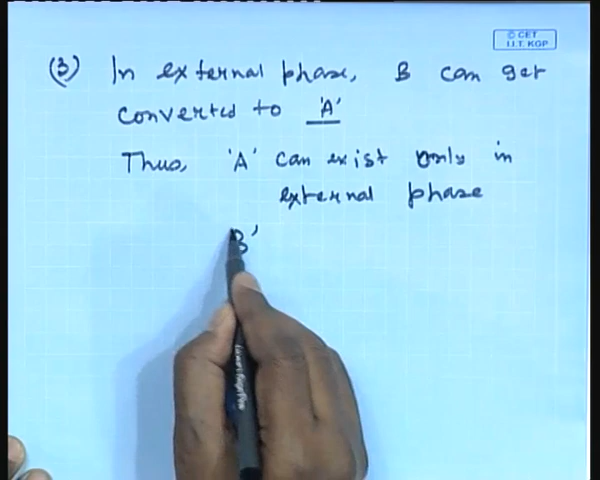 © CET
I.I.T. KGP
(3) In external phase, B can get
converted to 'A'
Thus, 'A' can exist only in
external phase
B'